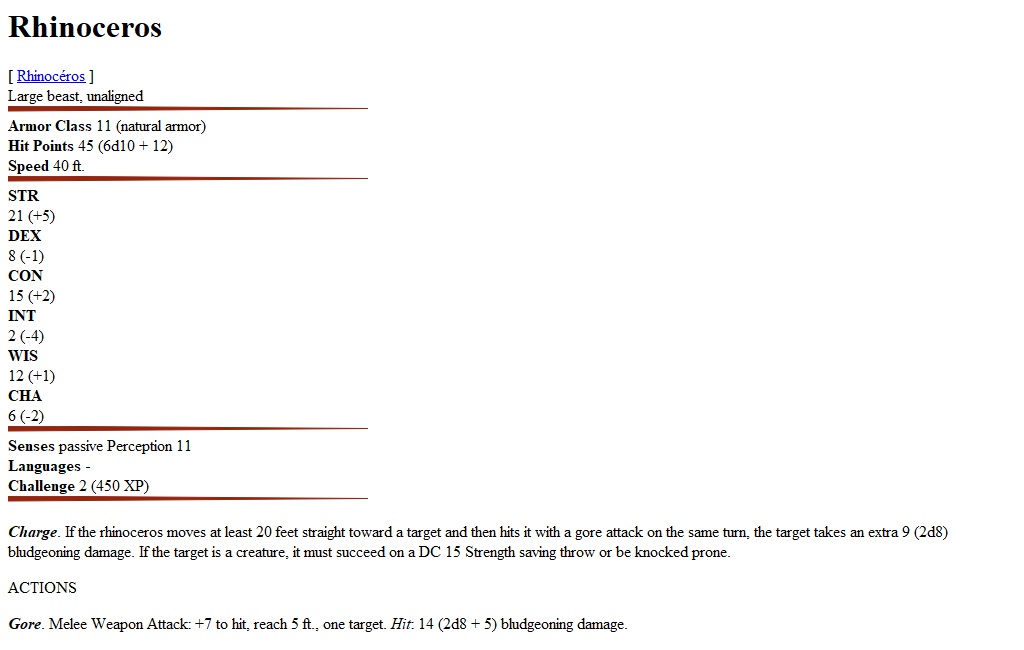 Rhinoceros
[ Rhinocéros ]
Large beast, unaligned
Armor Class 11 (natural armor)
Hit Points 45 (6d10 + 12)
Speed 40 ft.
STR
21 (+5)
DEX
8 (-1)
CON
15 (+2)
INT
2 (-4)
WIS
12 (+1)
CHA
6 (-2)
Senses passive Perception 11
Languages -
Challenge 2 (450 XP)
Charge. If the rhinoceros moves at least 20 feet straight toward a target and then hits it with a gore attack on the same turn, the target takes an extra 9 (2d8)
bludgeoning damage. If the target is a creature, it must succeed on a DC 15 Strength saving throw or be knocked prone.
ACTIONS
Gore. Melee Weapon Attack: +7 to hit, reach 5 ft., one target. Hit: 14 (2d8 + 5) bludgeoning damage.